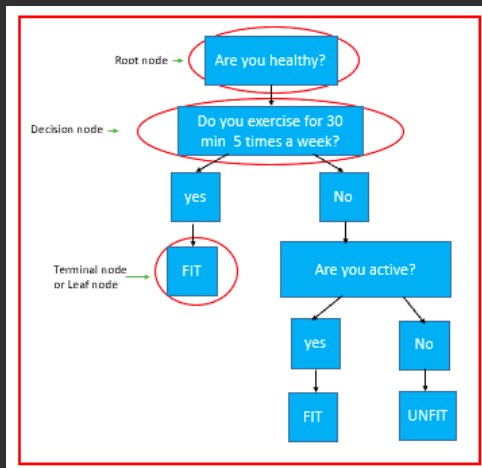 Root node
Are you healthy?
Decision node
Do you exercise for 30
min 5 times a week?
yes
No
Terminal node
or Leaf node
FIT
Are you active?
yes
No
FIT
UNFIT